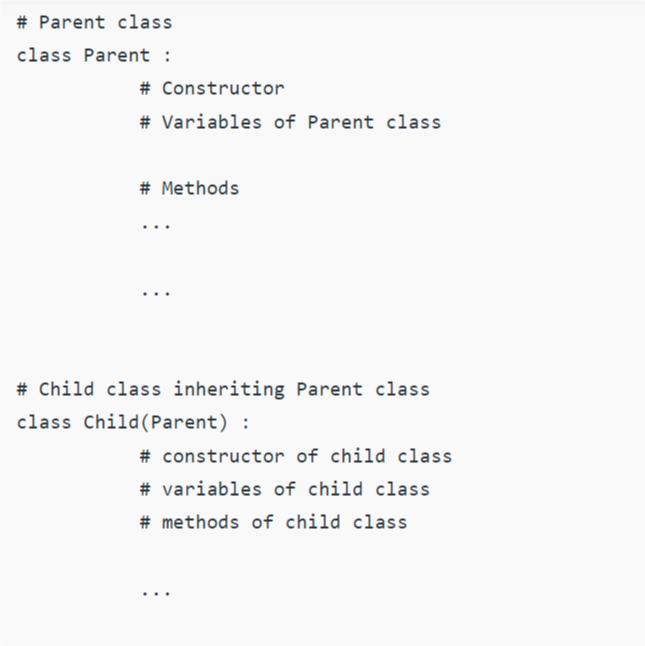 # Parent class
class Parent :
# Constructor
# Variables of Parent class
# Methods
...
...
# Child class inheriting Parent class
class Child(Parent) :
# constructor of child class
# variables of child class
# methods of child class
...